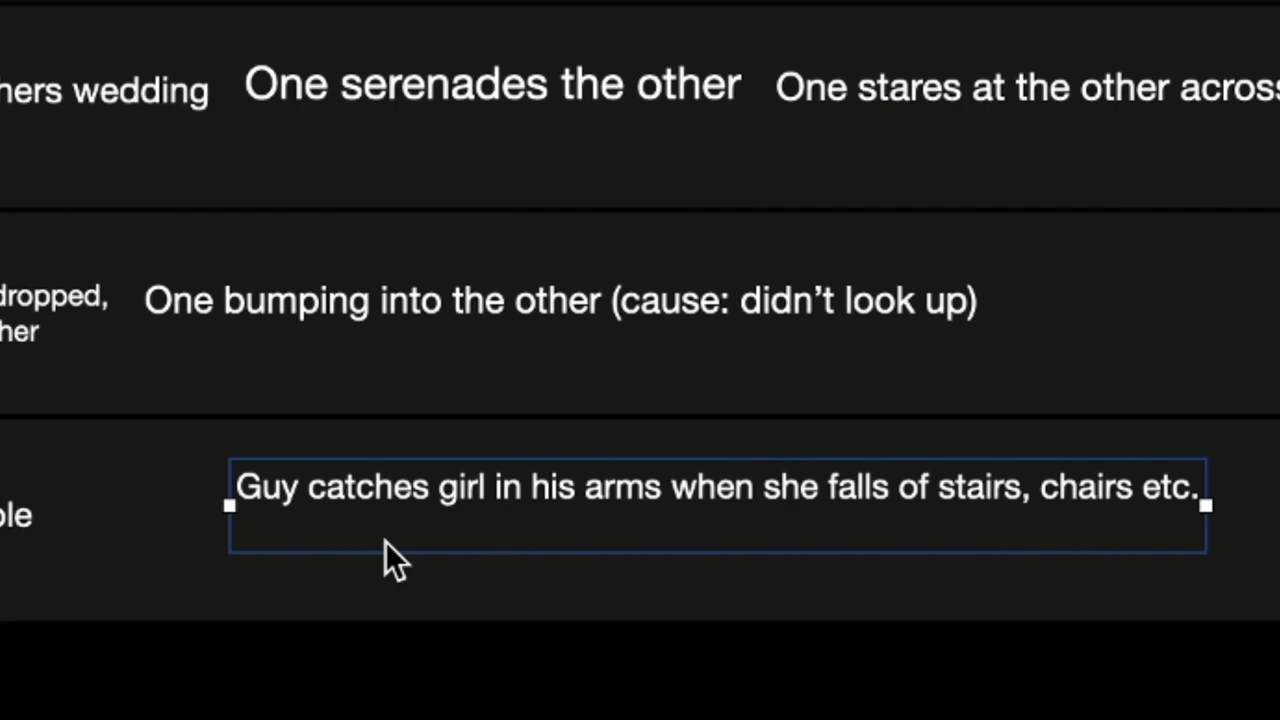 hers wedding One serenades the other One stares at the other across
dropped, One bumping into the other (cause: didn’t look up)
her
Guy catches girl in his arms when she falls of stairs, chairs etc.
ole